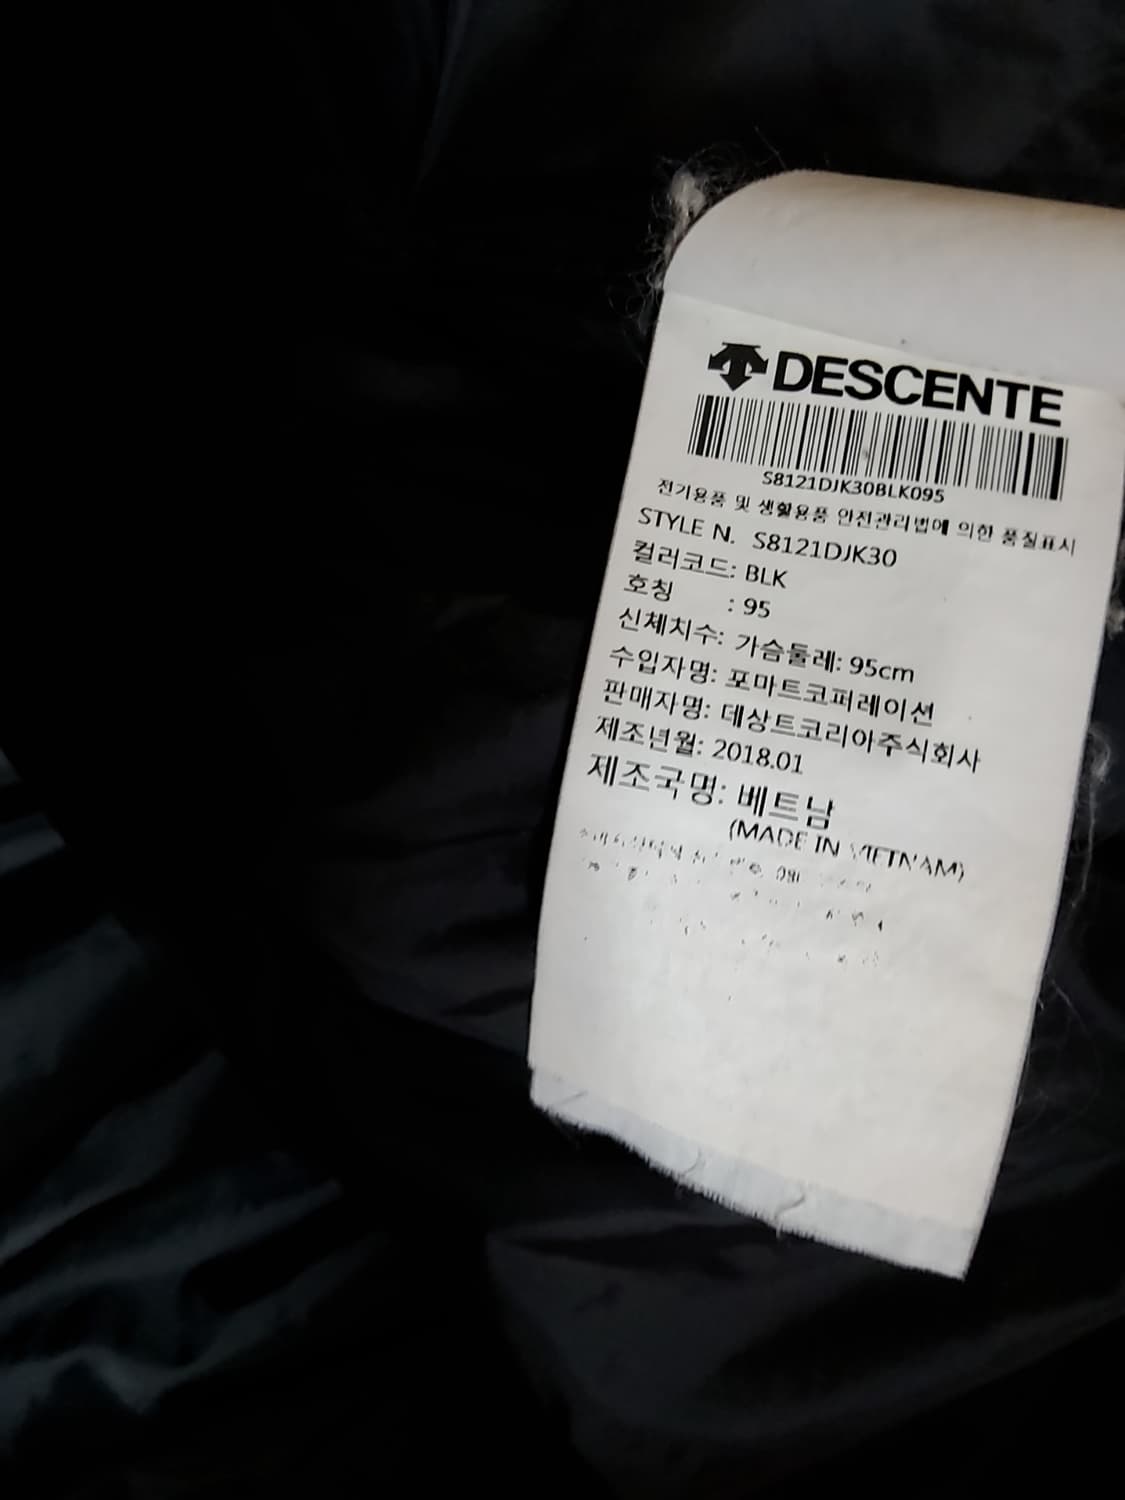 DESCENTE
S8121DJK30BLK095
전기용품 및 생활용품 안전관리법에 의한 품질표시
STYLE N. S8121DJK30
컬러코드: BLK
호칭 : 95
신체치수: 가슴둘레: 95cm
수입자명: 포마트코퍼레이션
판매자명: 데상트코리아주식회사
제조년월: 2018.01
제조국명: 베트남
(MADE IN VIETNAM)